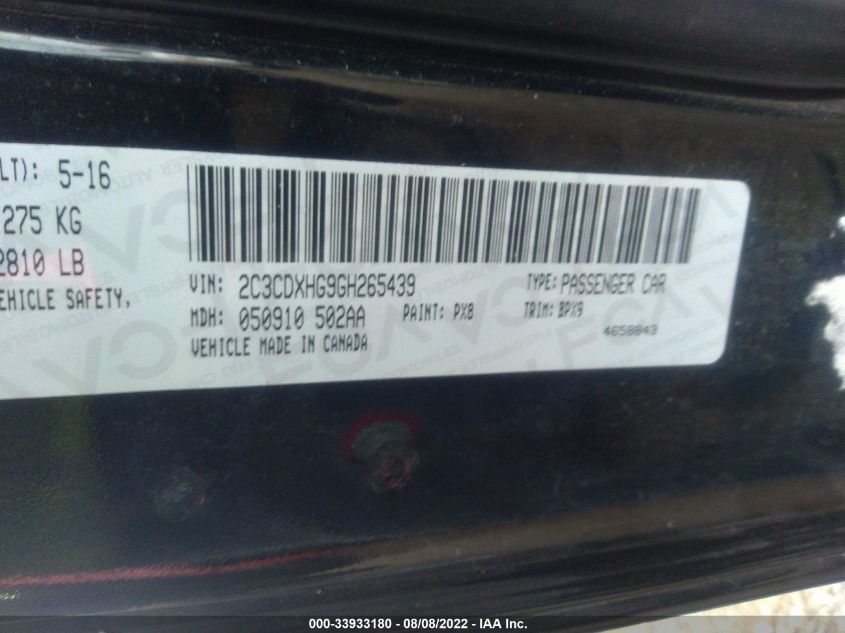 LT): 5-16
275 KG
2810 LB
EHICLE SAFETY,
VIN: 2C3CDXHG9GH265439 TYPE: PASSENGER CAR
MDH: 050910 502AA PAINT: PX8 TRIM: BPX9
VEHICLE MADE IN CANADA 4658043
000-33933180 - 08/08/2022 - IAA Inc.